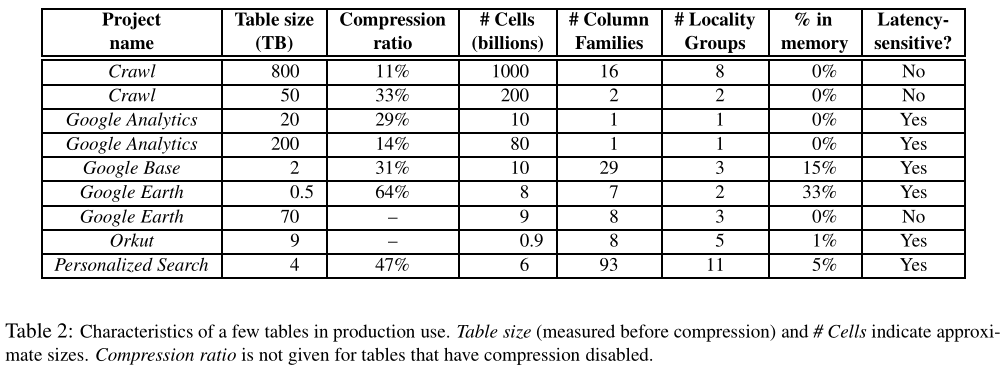 Project name | Table size (TB) | Compression ratio | # Cells (billions) | # Column Families | # Locality Groups | % in memory | Latency-sensitive?
Crawl | 800 | 11% | 1000 | 16 | 8 | 0% | No
Crawl | 50 | 33% | 200 | 2 | 2 | 0% | No
Google Analytics | 20 | 29% | 10 | 1 | 1 | 0% | Yes
Google Analytics | 200 | 14% | 80 | 1 | 1 | 0% | Yes
Google Base | 2 | 31% | 10 | 29 | 3 | 15% | Yes
Google Earth | 0.5 | 64% | 8 | 7 | 2 | 33% | Yes
Google Earth | 70 | – | 9 | 8 | 3 | 0% | No
Orkut | 9 | – | 0.9 | 8 | 5 | 1% | Yes
Personalized Search | 4 | 47% | 6 | 93 | 11 | 5% | Yes
Table 2: Characteristics of a few tables in production use. Table size (measured before compression) and # Cells indicate approxi-
mate sizes. Compression ratio is not given for tables that have compression disabled.